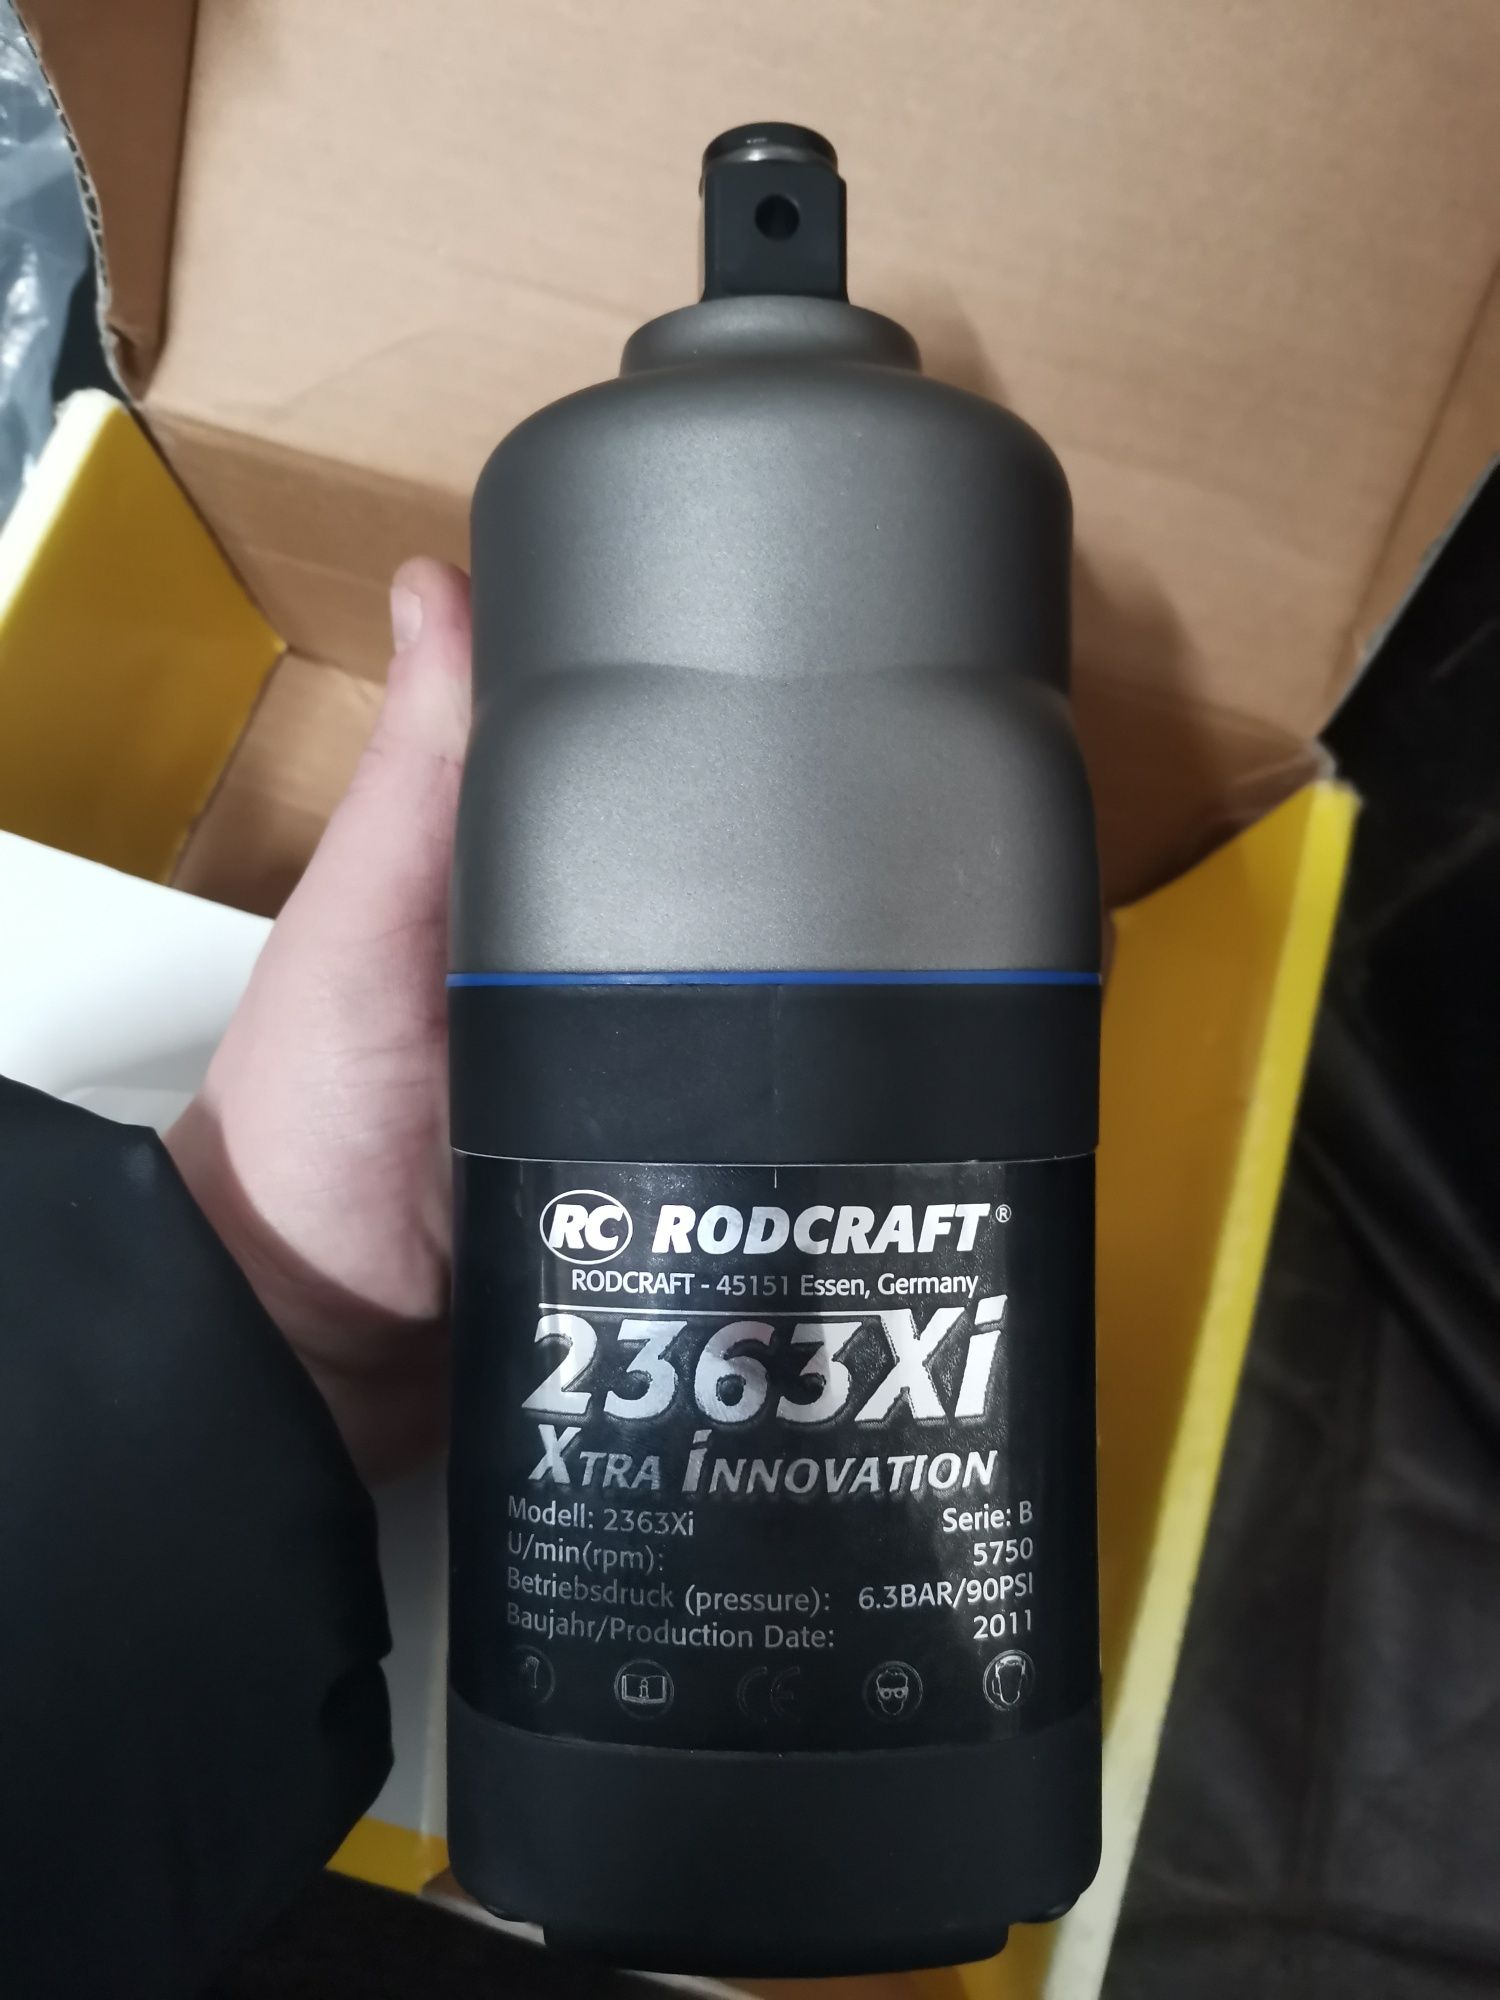 RC RODCRAFT®
RODCRAFT - 45151 Essen, Germany
2363Xi
XTRA iNNOVATION
Modell: 2363Xi Serie: B
U/min(rpm): 5750
Betriebsdruck (pressure): 6.3BAR/90PSI
Baujahr/Production Date: 2011
i CE